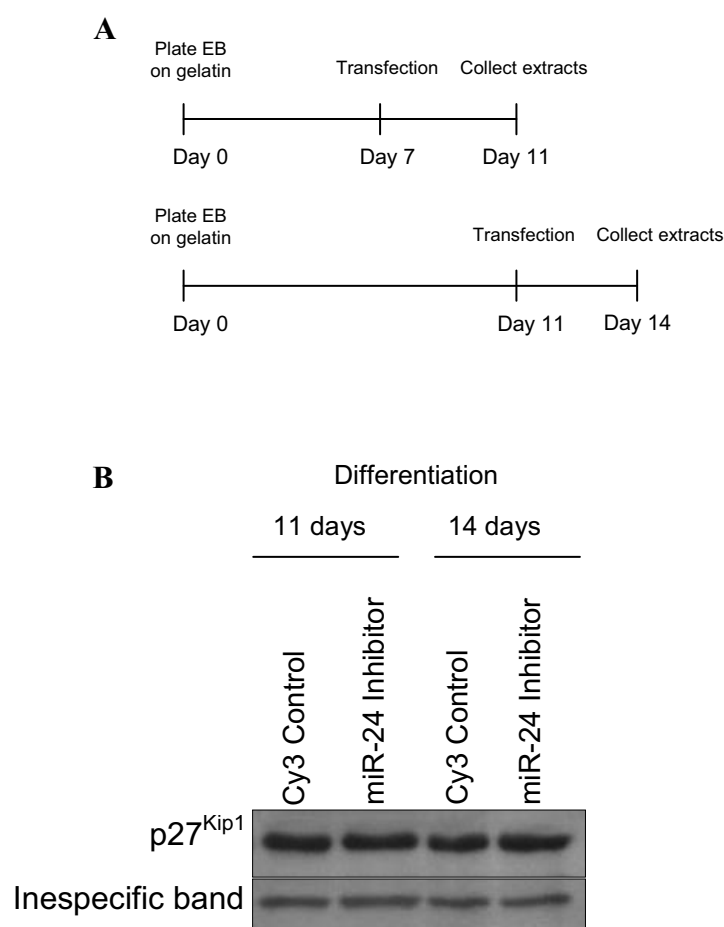 A
Plate EB
on gelatin
Transfection
Collect extracts
Day 0
Day 7
Day 11
Plate EB
on gelatin
Transfection
Collect extracts
Day 0
Day 11
Day 14
B
Differentiation
11 days
14 days
Cy3 Control
miR-24 Inhibitor
Cy3 Control
miR-24 Inhibitor
p27Kip1
Inespecific band